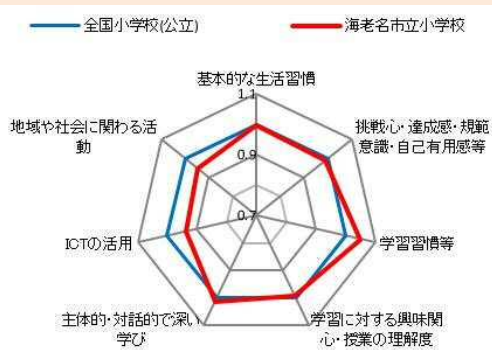 全国小学校(公立)
海老名市立小学校
基本的な生活習慣
1.1
挑戦心・達成感・規範
意識・自己有用感等
地域や社会に関わる活
動
0.9
学習習慣等
ICTの活用
0.7
主体的・対話的で深い
学び
学習に対する興味関
心・授業の理解度